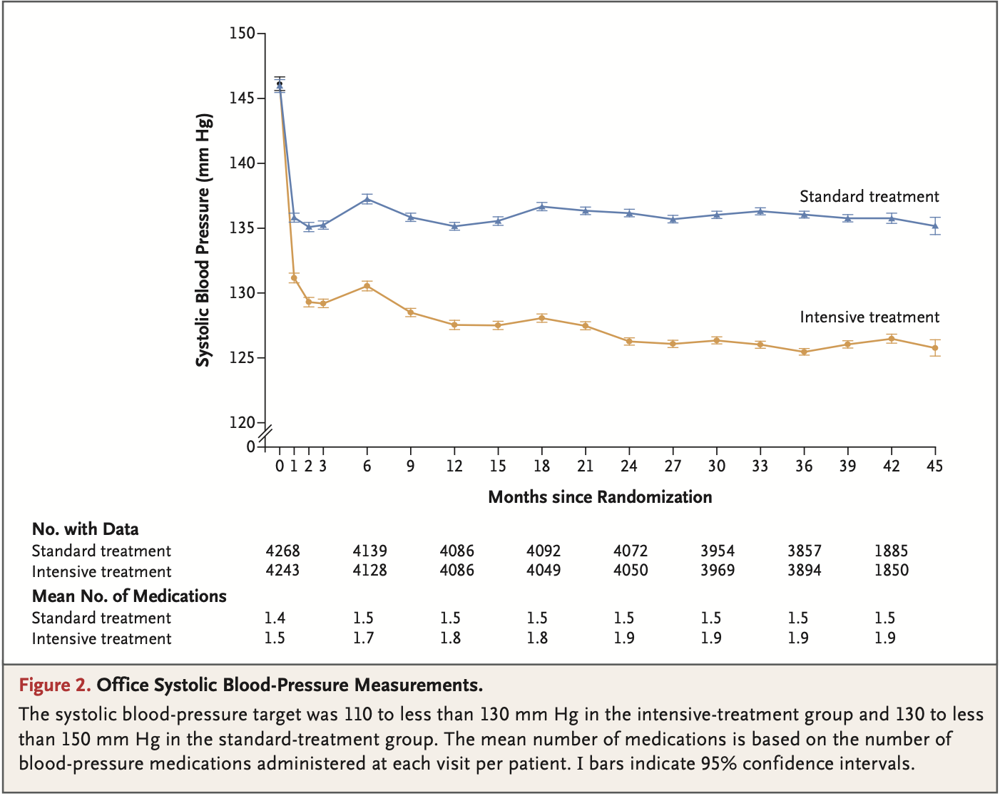 150
145
140
135
130
125
120
0
Systolic Blood Pressure (mm Hg)
Standard treatment
Intensive treatment
0 1 2 3 6 9 12 15 18 21 24 27 30 33 36 39 42 45
Months since Randomization
No. with Data
Standard treatment 4268 4139 4086 4092 4072 3954 3857 1885
Intensive treatment 4243 4128 4086 4049 4050 3969 3894 1850
Mean No. of Medications
Standard treatment 1.4 1.5 1.5 1.5 1.5 1.5 1.5 1.5
Intensive treatment 1.5 1.7 1.8 1.8 1.9 1.9 1.9 1.9
Figure 2. Office Systolic Blood-Pressure Measurements.
The systolic blood-pressure target was 110 to less than 130 mm Hg in the intensive-treatment group and 130 to less
than 150 mm Hg in the standard-treatment group. The mean number of medications is based on the number of
blood-pressure medications administered at each visit per patient. I bars indicate 95% confidence intervals.